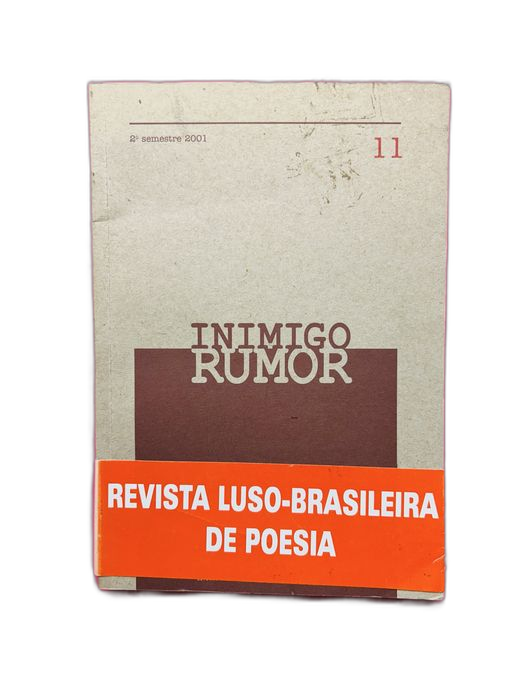 2º semestre 2001
11
INIMIGO
RUMOR
REVISTA LUSO-BRASILEIRA
DE POESIA